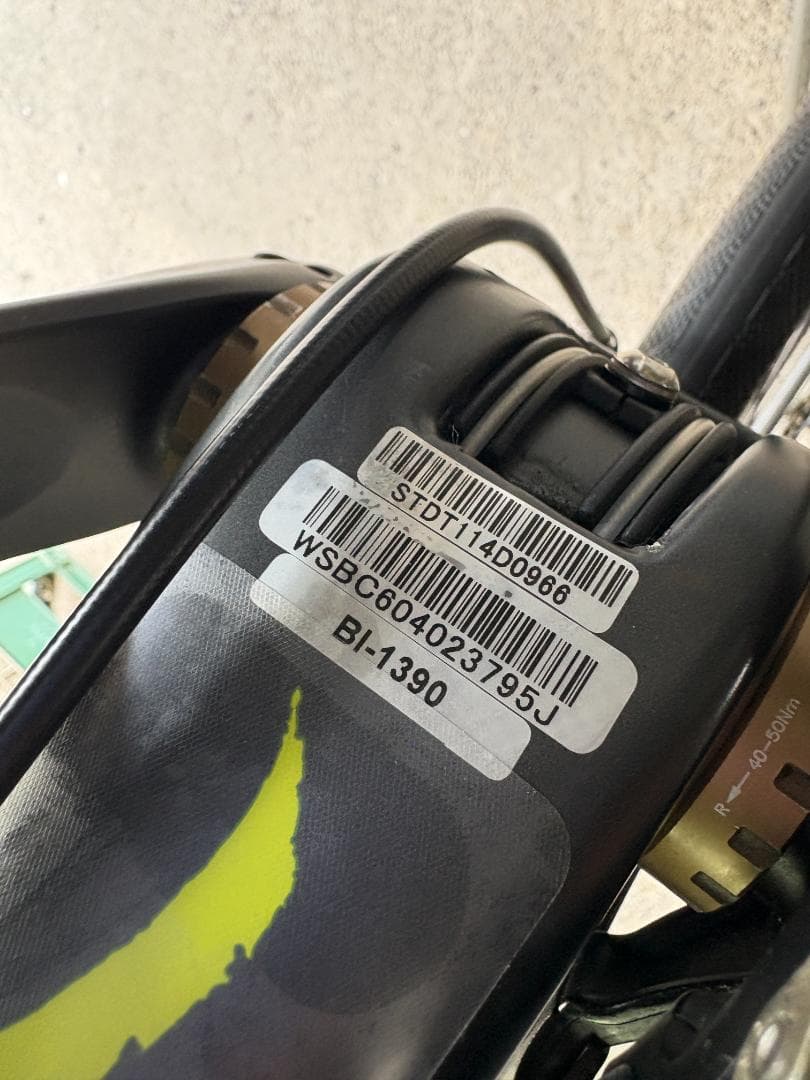 STDT114D0966
WSBC604023795J
BI-1390
R ← 40-50Nm